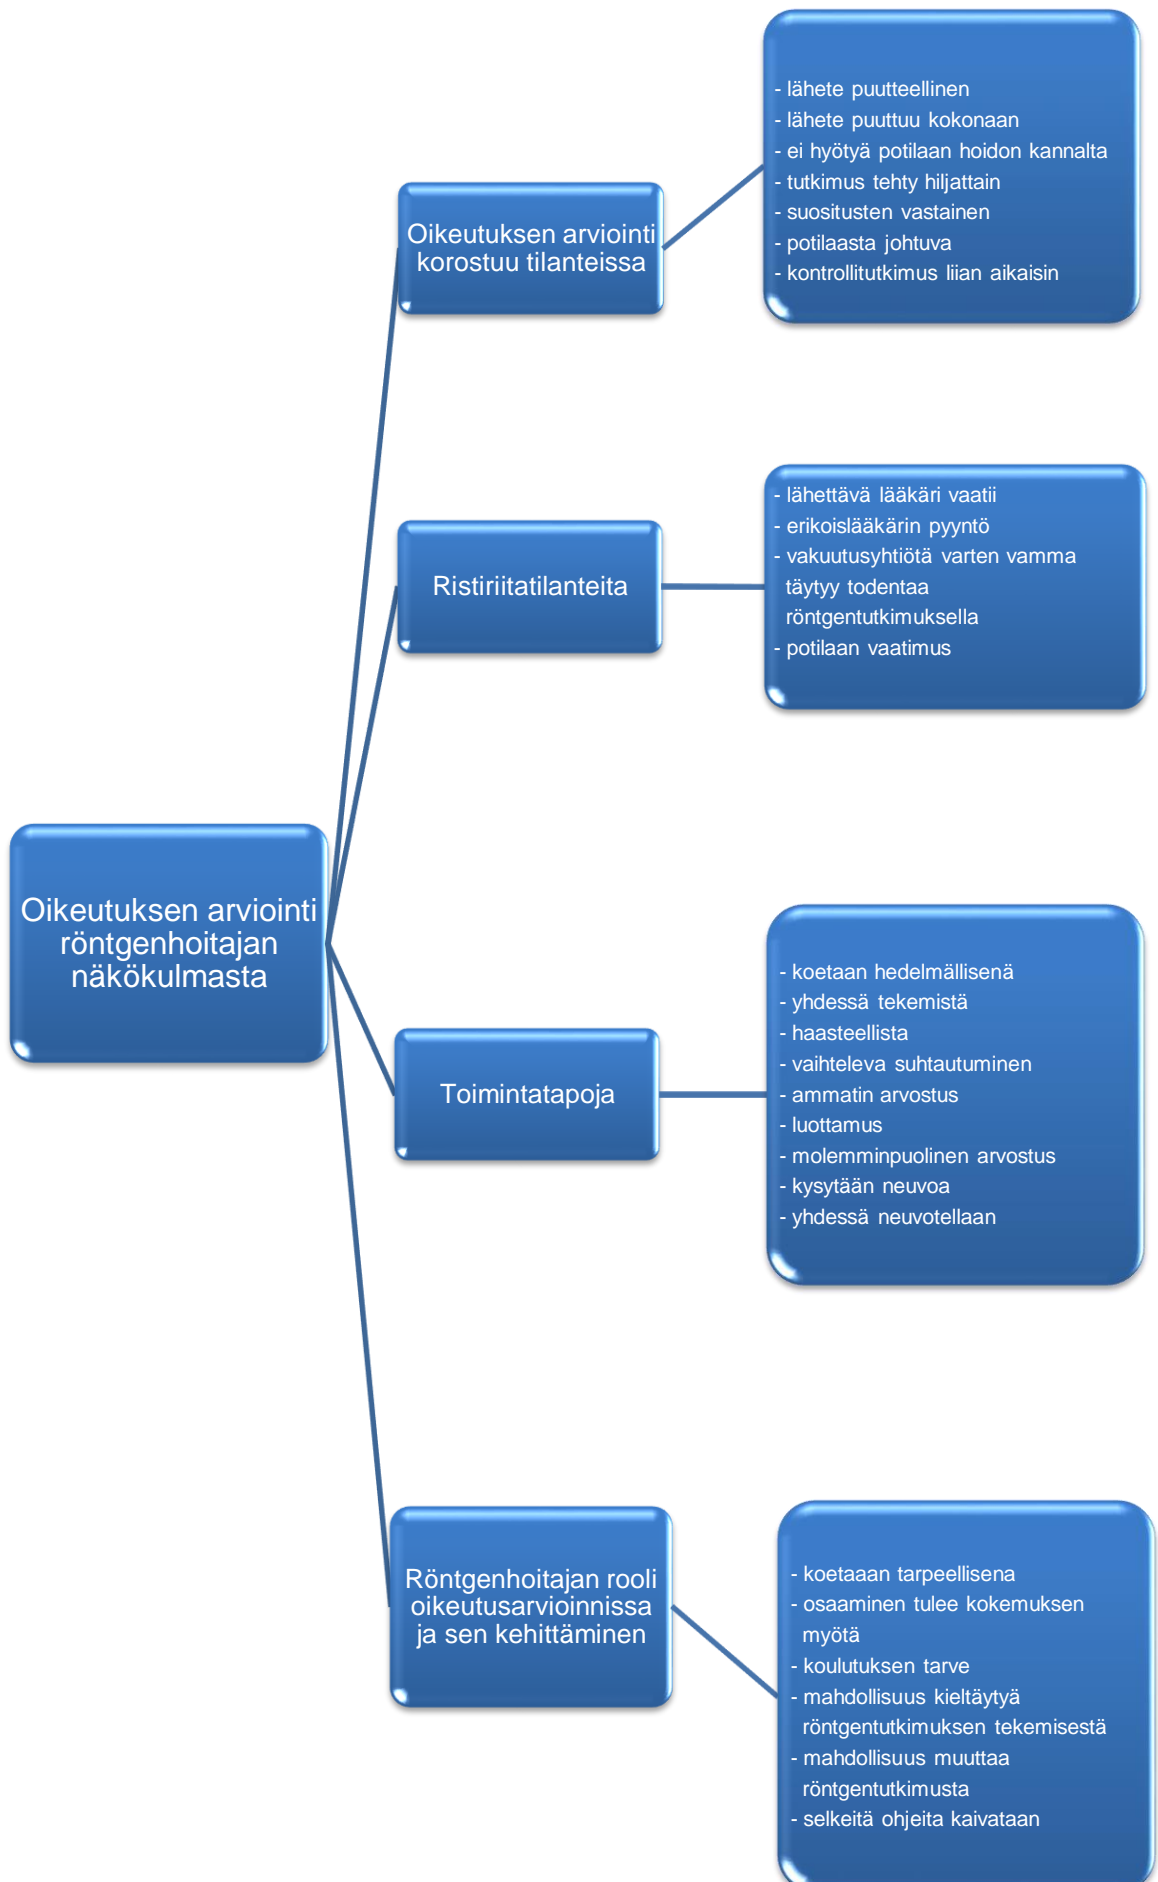 Oikeutuksen arviointi
röntgenhoitajan
näkökulmasta
Oikeutuksen arviointi
korostuu tilanteissa
- lähete puutteellinen
- lähete puuttuu kokonaan
- ei hyötyä potilaan hoidon kannalta
- tutkimus tehty hiljattain
- suositusten vastainen
- potilaasta johtuva
- kontrollitutkimus liian aikaisin
Ristiriitatilanteita
- lähettävä lääkäri vaatii
- erikoislääkärin pyyntö
- vakuutusyhtiötä varten vamma
täytyy todentaa
röntgentutkimuksella
- potilaan vaatimus
Toimintatapoja
- koetaan hedelmällisenä
- yhdessä tekemistä
- haasteellista
- vaihteleva suhtautuminen
- ammatin arvostus
- luottamus
- molemminpuolinen arvostus
- kysytään neuvoa
- yhdessä neuvotellaan
Röntgenhoitajan rooli
oikeutusarvioinnissa
ja sen kehittäminen
- koetaaan tarpeellisena
- osaaminen tulee kokemuksen
myötä
- koulutuksen tarve
- mahdollisuus kieltäytyä
röntgentutkimuksen tekemisestä
- mahdollisuus muuttaa
röntgentutkimusta
- selkeitä ohjeita kaivataan